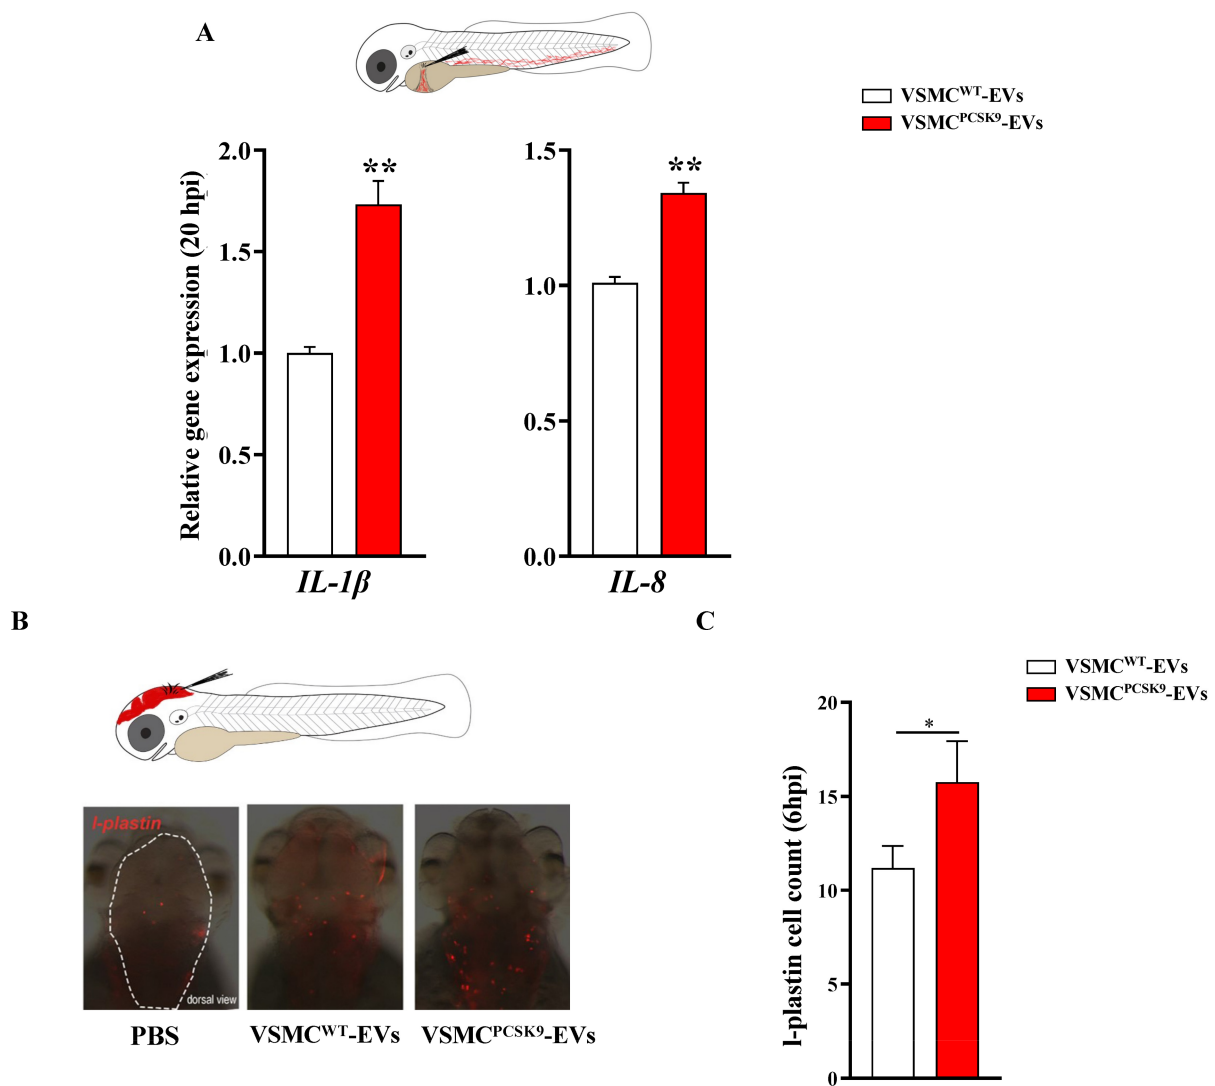 A
VSMCWT-EVs
VSMCPCSK9-EVs
Relative gene expression (20 hpi)
2.0
1.5
1.0
0.5
0.0
**
IL-1β
1.5
1.0
0.5
0.0
**
IL-8
B
l-plastin
dorsal view
PBS
VSMCWT-EVs
VSMCPCSK9-EVs
C
VSMCWT-EVs
VSMCPCSK9-EVs
l-plastin cell count (6hpi)
20
15
10
5
0
*